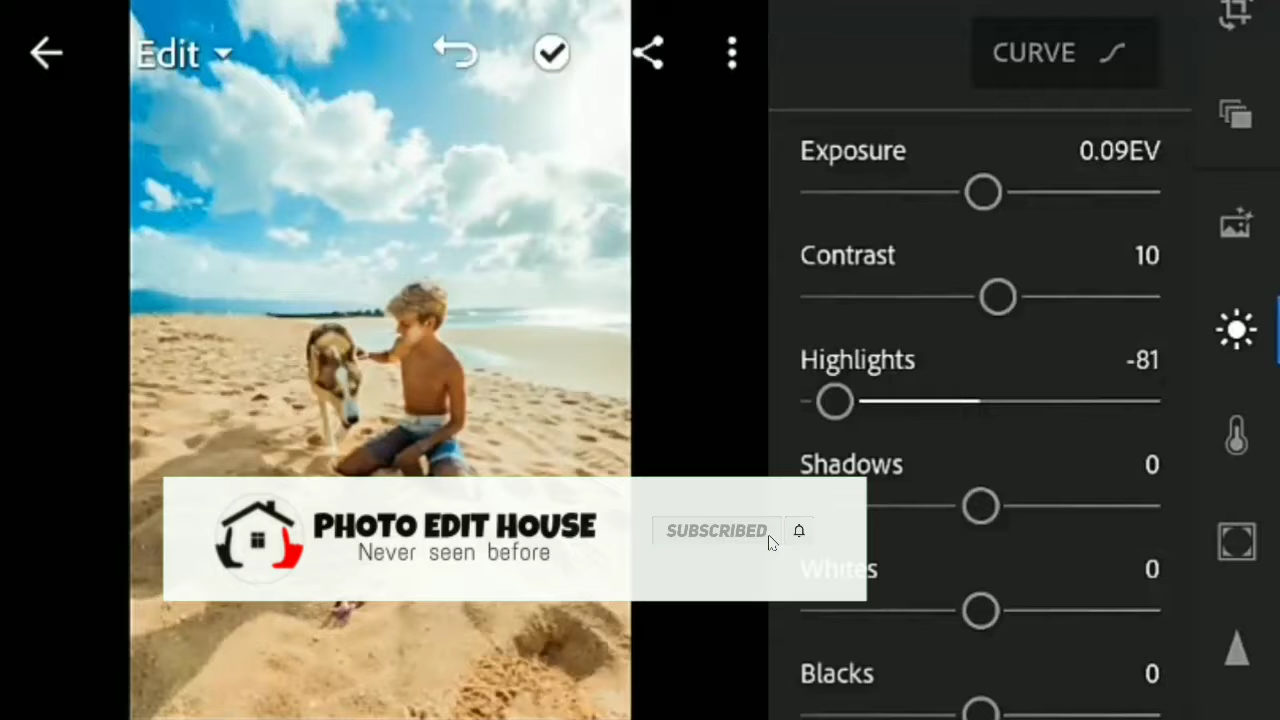 Edit
CURVE
Exposure 0.09EV
Contrast 10
Highlights -81
Shadows 0
PHOTO EDIT HOUSE
Never seen before
SUBSCRIBED
Whites 0
Blacks 0